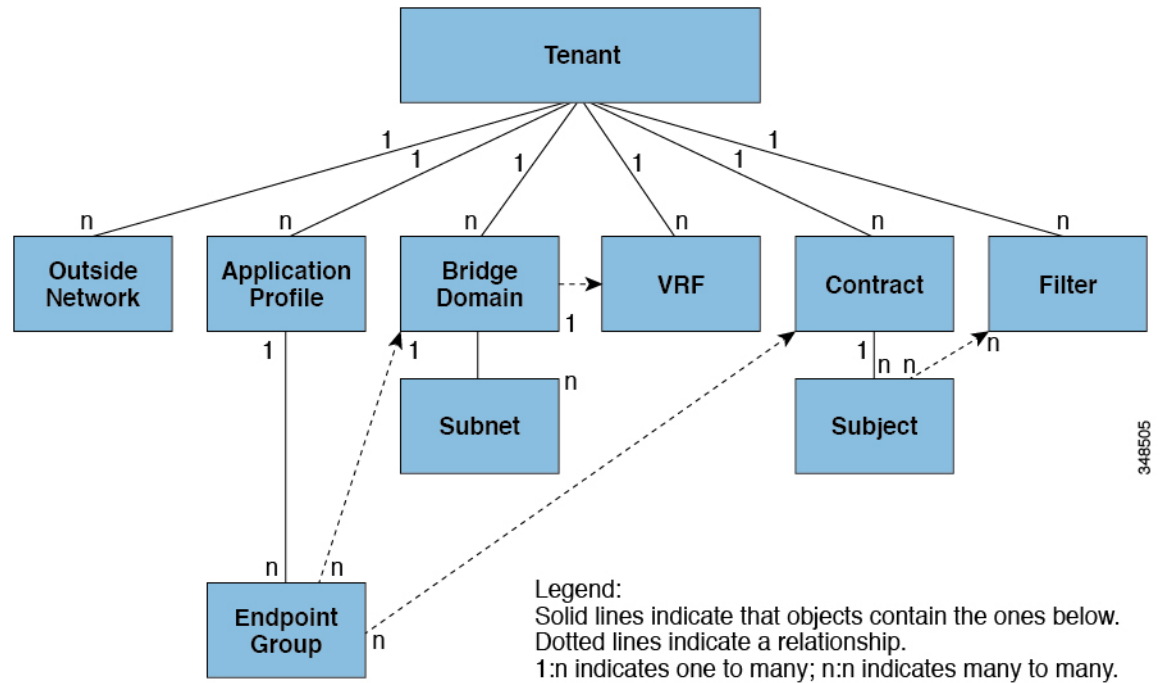 Tenant
1
1
1
1
1
1
n
n
n
n
n
n
Outside
Network
Application
Profile
Bridge
Domain
VRF
Contract
Filter
1
1
1
1
n
n
n
n
Subnet
Subject
348505
n
n
Endpoint
Group
n
Legend:
Solid lines indicate that objects contain the ones below.
Dotted lines indicate a relationship.
1:n indicates one to many; n:n indicates many to many.